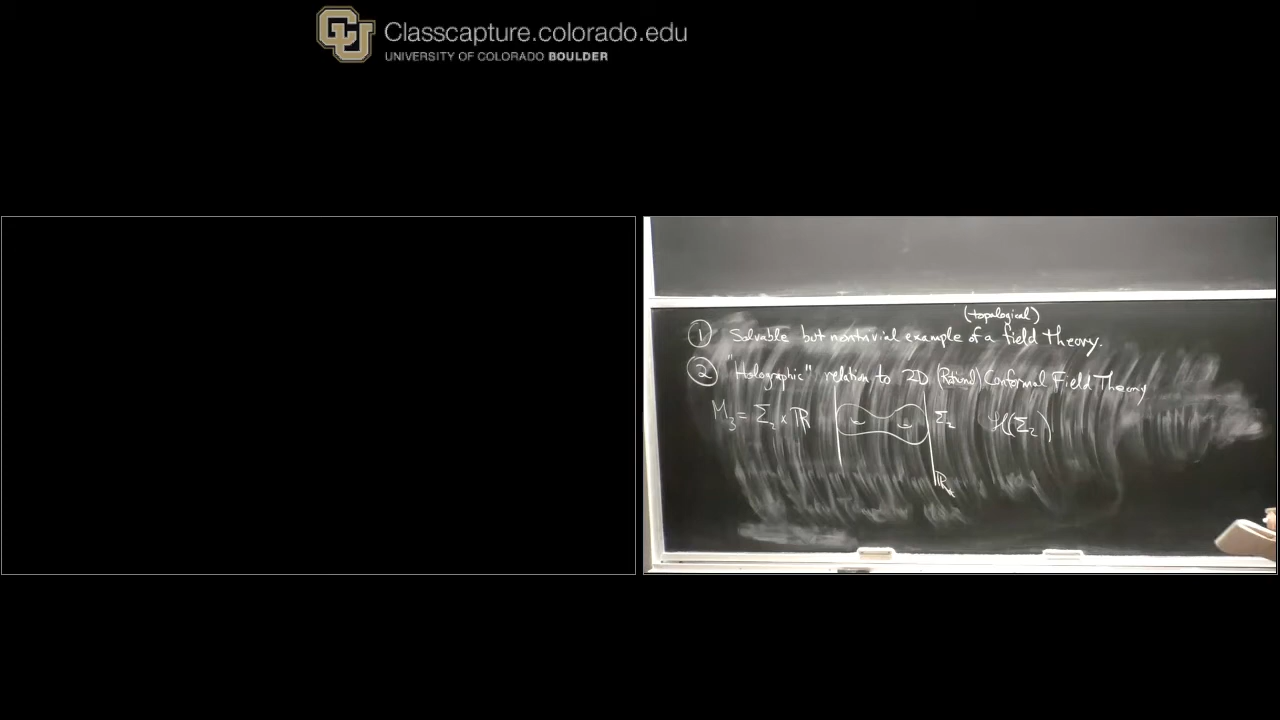 Classcapture.colorado.edu
UNIVERSITY OF COLORADO BOULDER
(topological)
① Solvable but nontrivial example of a field theory.
② "Holographic" relation to 2D (Rational) Conformal Field Theory
M₃ = Σ₂ × ℝ Σ₂ ℋ(Σ₂)
ℝ